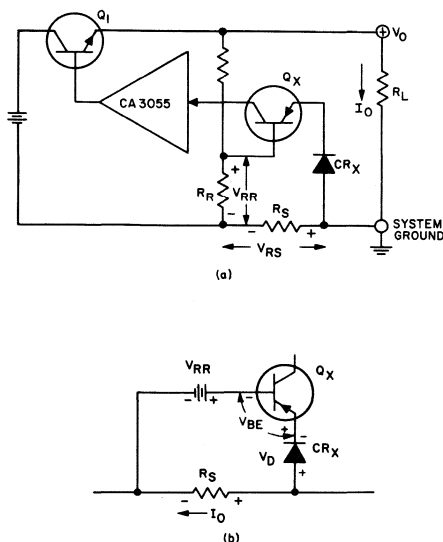 Q1
VO
CA 3055
QX
IO
RL
CRX
+
RR
VRR
RS
-
-
+
SYSTEM
GROUND
VRS
(a)
QX
VRR
-
+
-
VBE
+
-
CRX
VD
RS
+
-
+
IO
(b)